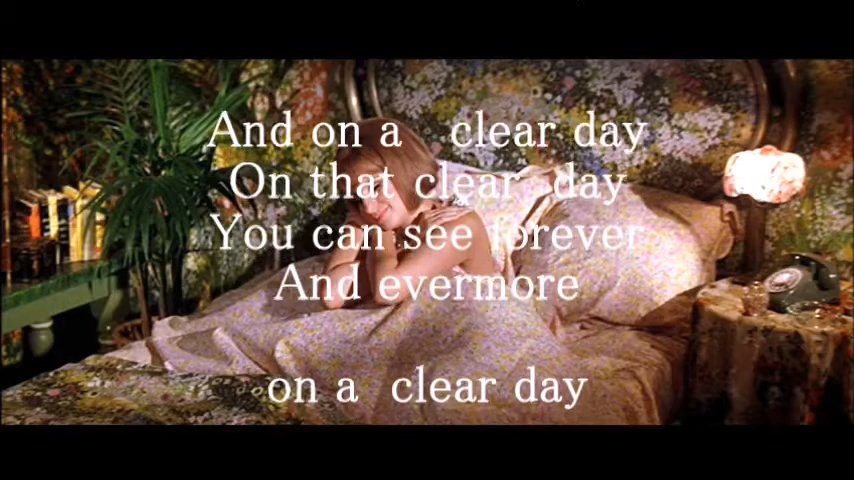 And on a clear day
On that clear day
You can see forever
And evermore
on a clear day